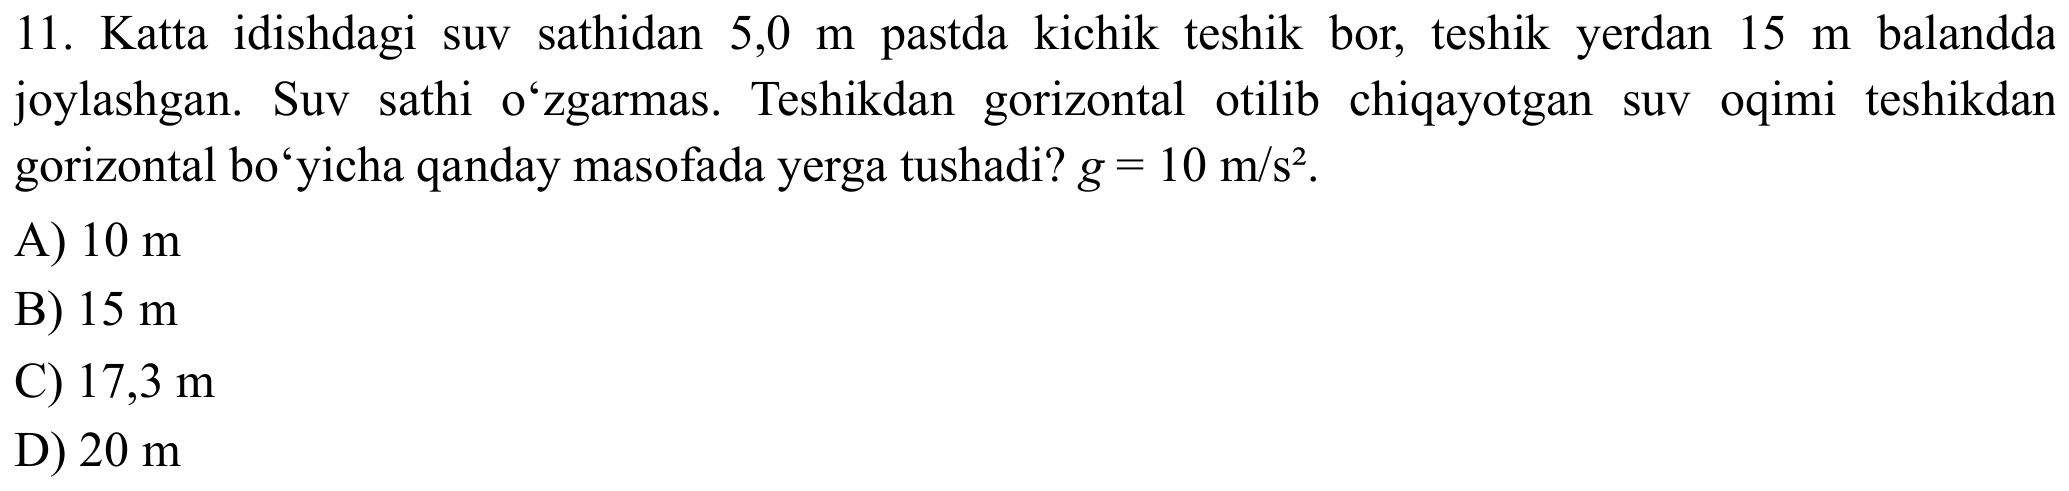 11. Katta idishdagi suv sathidan 5,0 m pastda kichik teshik bor, teshik yerdan 15 m balandda
joylashgan. Suv sathi o‘zgarmas. Teshikdan gorizontal otilib chiqayotgan suv oqimi teshikdan
gorizontal bo‘yicha qanday masofada yerga tushadi? g = 10 m/s².
A) 10 m
B) 15 m
C) 17,3 m
D) 20 m